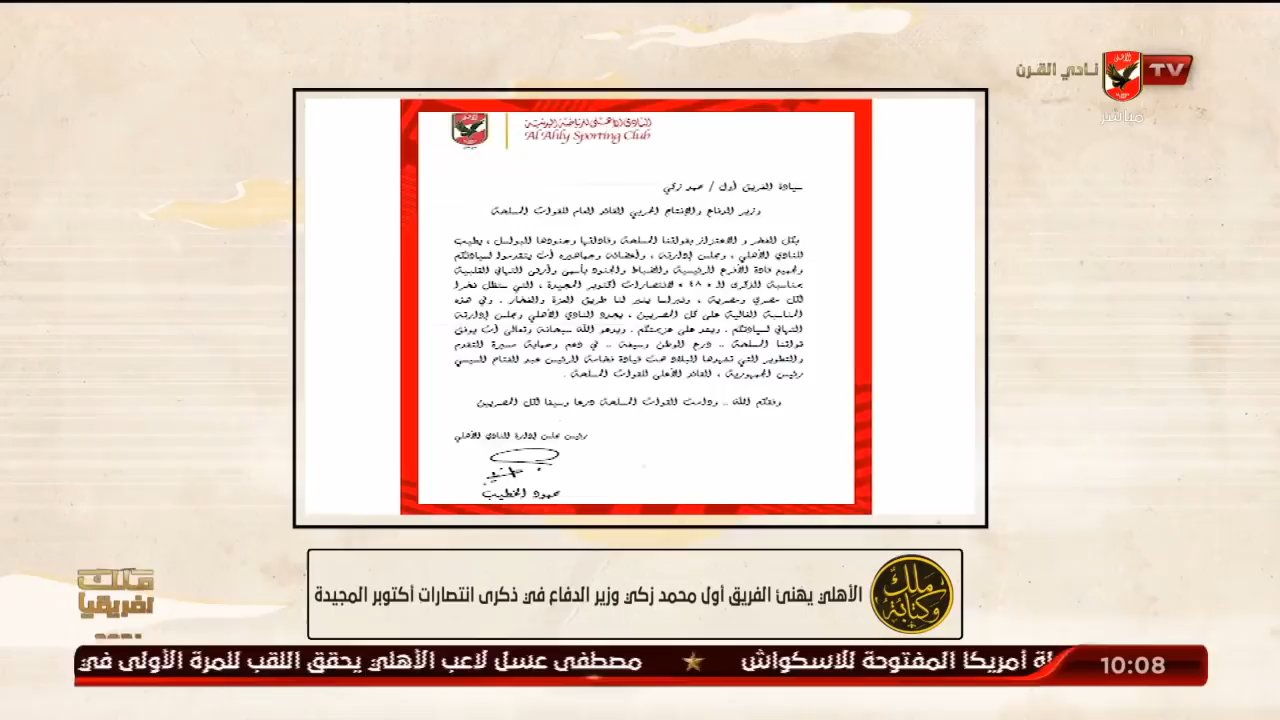 نادي القرن
TV
مباشر
النادي الأهلي للرياضة البدنية
Al Ahly Sporting Club
سيادة الفريق أول / محمد زكي
وزير الدفاع والإنتاج الحربي القائد العام للقوات المسلحة
بكل الفخر و الاعتزاز بقواتنا المسلحة وقادتها وجنودها البواسل ، يطيب
للنادي الأهلي ، ومجلس إدارته ، وأعضائه وجماهيره أن يتقدموا لسيادتكم
ولجميع قادة الأفرع الرئيسية والضباط والجنود بأسمى وأرقى التهاني القلبية
بمناسبة الذكرى الـ « ٤٨ » لانتصارات أكتوبر المجيدة ، التي ستظل فخرا
لكل مصري ومصرية ، ونبراسا ينير لنا طريق العزة والفخار . وفي هذه
المناسبة الغالية على كل المصريين ، يجدد النادي الأهلي ومجلس إدارته
التهاني لسيادتكم . ويدعو الله سبحانه وتعالى أن يوفق
قواتنا المسلحة .. درع الوطن وسيفه .. في دعم وحماية مسيرة التقدم
والتطوير التي تشهدها البلاد تحت قيادة فخامة الرئيس عبد الفتاح السيسي
رئيس الجمهورية ، القائد الأعلى للقوات المسلحة .
وفقكم الله .. ودامت القوات المسلحة درعا وسيفا لكل المصريين
رئيس مجلس إدارة النادي الأهلي
محمود الخطيب
ملك وكتابة
الأهلي يهنئ الفريق أول محمد زكي وزير الدفاع في ذكرى انتصارات أكتوبر المجيدة
ملك
افريقيا
لة أمريكا المفتوحة للاسكواش ★ مصطفى عسل لاعب الأهلي يحقق اللقب للمرة الأولى في
10:08